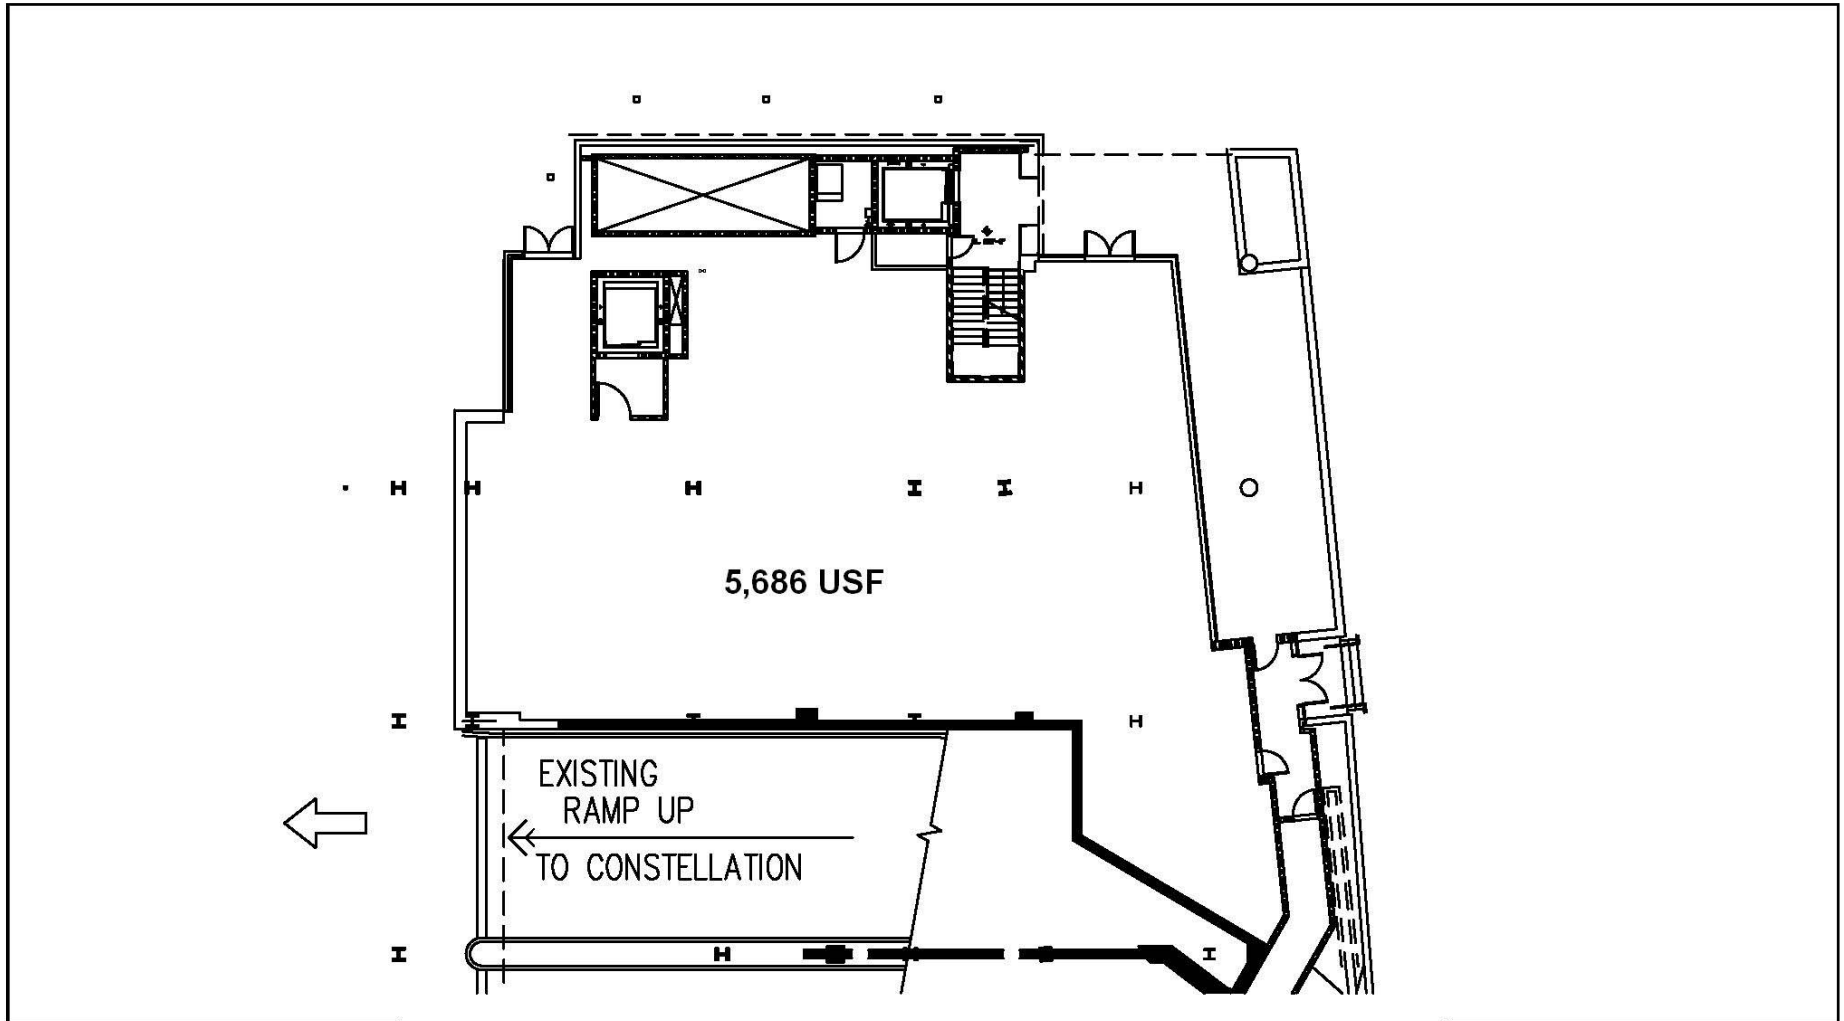 5,686 USF
EXISTING
RAMP UP
TO CONSTELLATION